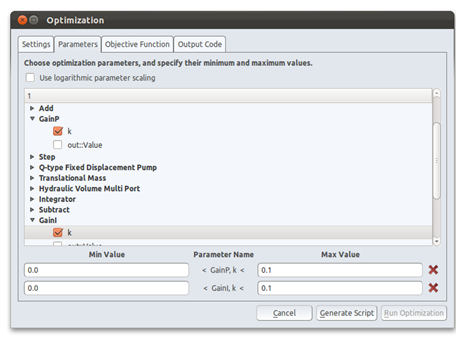 Optimization
Settings Parameters Objective Function Output Code
Choose optimization parameters, and specify their minimum and maximum values.
Use logarithmic parameter scaling
1
Add
GainP
k
out::Value
Step
Q-type Fixed Displacement Pump
Translational Mass
Hydraulic Volume Multi Port
Integrator
Subtract
GainI
k
Min Value Parameter Name Max Value
0.0 < GainP, k < 0.1
0.0 < GainI, k < 0.1
Cancel Generate Script Run Optimization